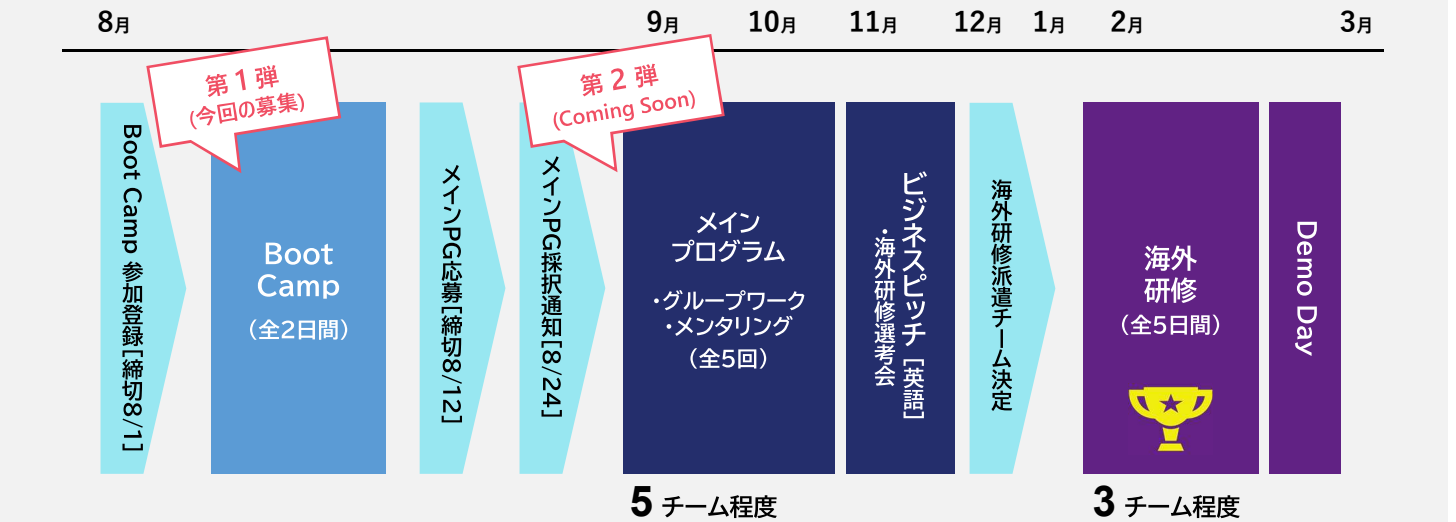 8月
9月
10月
11月
12月
1月
2月
3月
第1弾
(今回の募集)
第2弾
(Coming Soon)
Boot Camp 参加登録[締切8/1]
Boot
Camp
(全2日間)
メインPG応募[締切8/12]
メインPG採択通知[8/24]
メイン
プログラム
・グループワーク
・メンタリング
(全5回)
ビジネスピッチ [英語]
・海外研修選考会
海外研修派遣チーム決定
海外
研修
(全5日間)
Demo Day
5 チーム程度
3 チーム程度